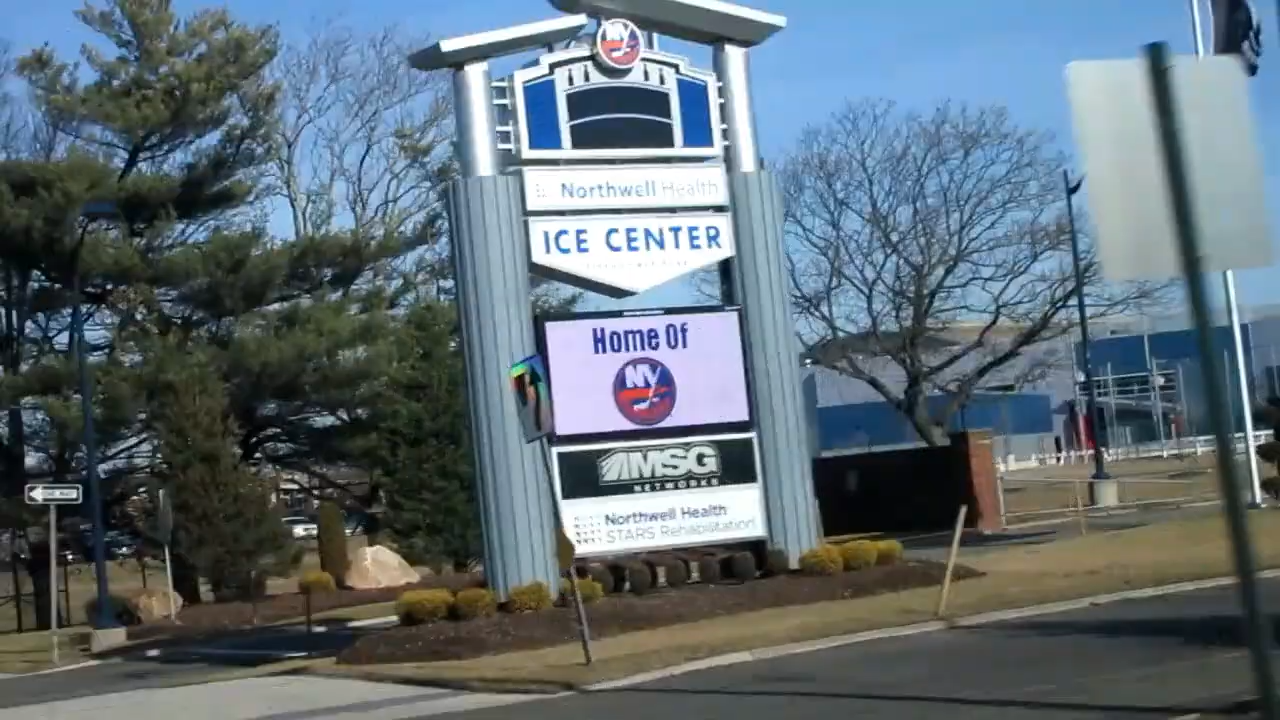 NY
Northwell Health
ICE CENTER
Home Of
NY
MSG
NETWORKS
Northwell Health
STARS Rehabilitation
ONE WAY